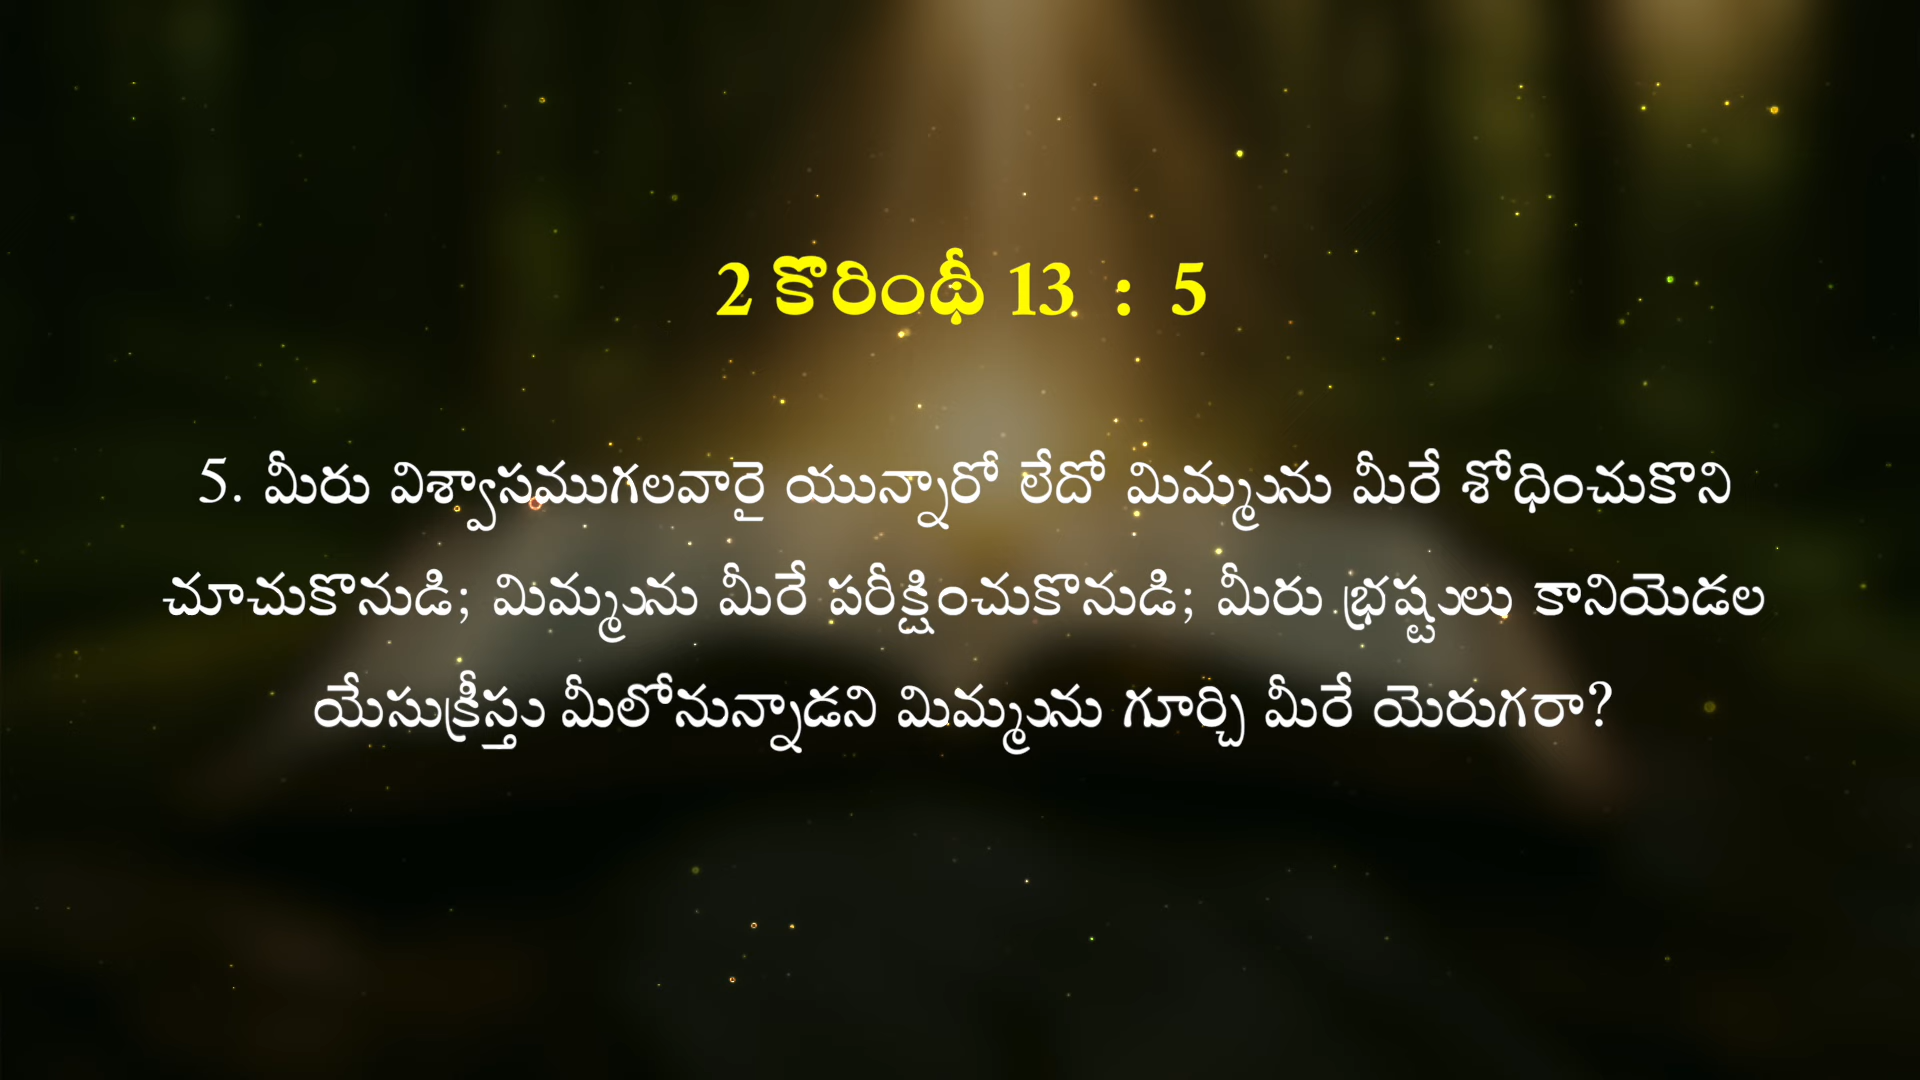 2 కొరింథీ 13 : 5
5. మీరు విశ్వాసముగలవారై యున్నారో లేదో మిమ్మును మీరే శోధించుకొని
చూచుకొనుడి; మిమ్మును మీరే పరీక్షించుకొనుడి; మీరు భ్రష్టులు కానియెడల
యేసుక్రీస్తు మీలోనున్నాడని మిమ్మును గూర్చి మీరే యెరుగరా?